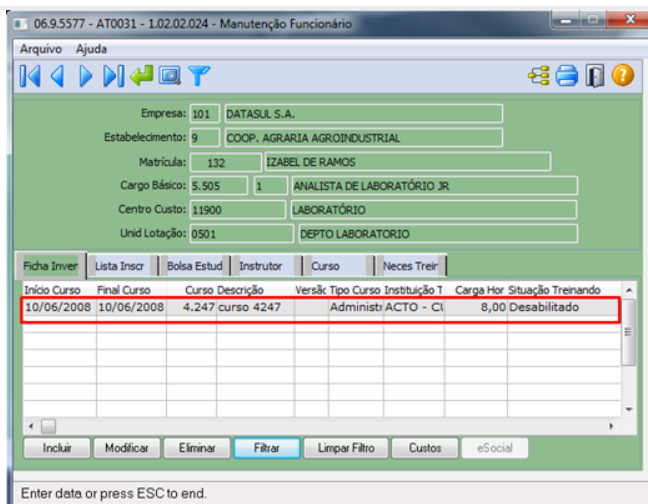 06.9.5577 - AT0031 - 1.02.02.024 - Manutenção Funcionário
Arquivo Ajuda
Empresa: 101 DATASUL S.A.
Estabelecimento: 9 COOP. AGRARIA AGROINDUSTRIAL
Matrícula: 132 IZABEL DE RAMOS
Cargo Básico: 5.505 1 ANALISTA DE LABORATÓRIO JR
Centro Custo: 11900 LABORATÓRIO
Unid Lotação: 0501 DEPTO LABORATORIO
Ficha Inver Lista Inscr Bolsa Estud Instrutor Curso Neces Trein
Início Curso Final Curso Curso Descrição Versão Tipo Curso Instituição T Carga Hor Situação Treinando
10/06/2008 10/06/2008 4.247 curso 4247 Administr ACTO - CU 8,00 Desabilitado
Incluir Modificar Eliminar Filtrar Limpar Filtro Custos eSocial
Enter data or press ESC to end.